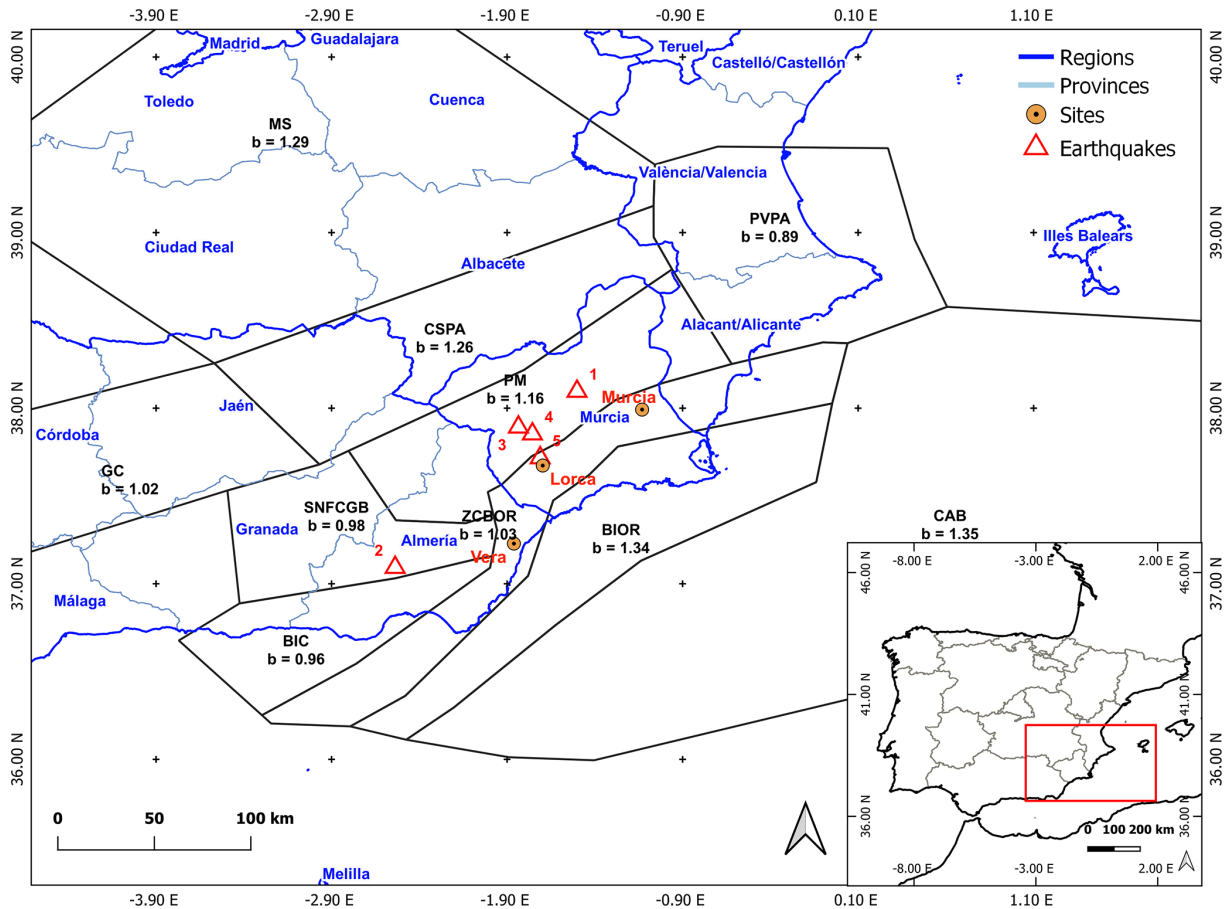 -3.90 E
-2.90 E
-1.90 E
-0.90 E
0.10 E
1.10 E
40.00 N
39.00 N
38.00 N
37.00 N
36.00 N
40.00 N
39.00 N
38.00 N
37.00 N
36.00 N
Madrid
Guadalajara
Teruel
Castelló/Castellón
Toledo
Cuenca
MS
b = 1.29
València/Valencia
PVPA
b = 0.89
Ciudad Real
Albacete
Illes Balears
CSPA
b = 1.26
Alacant/Alicante
PM
b = 1.16
1
Murcia
Murcia
Jaén
Córdoba
4
3
5
Lorca
GC
b = 1.02
SNFCGB
b = 0.98
Granada
ZCBOR
b = 1.03
Almería
2
Vera
BIOR
b = 1.34
CAB
b = 1.35
Málaga
BIC
b = 0.96
Melilla
Regions
Provinces
Sites
Earthquakes
0 50 100 km
-8.00 E
-3.00 E
2.00 E
46.00 N
41.00 N
36.00 N
46.00 N
41.00 N
36.00 N
0 100 200 km
-8.00 E
-3.00 E
2.00 E
-3.90 E
-2.90 E
-1.90 E
-0.90 E
0.10 E
1.10 E